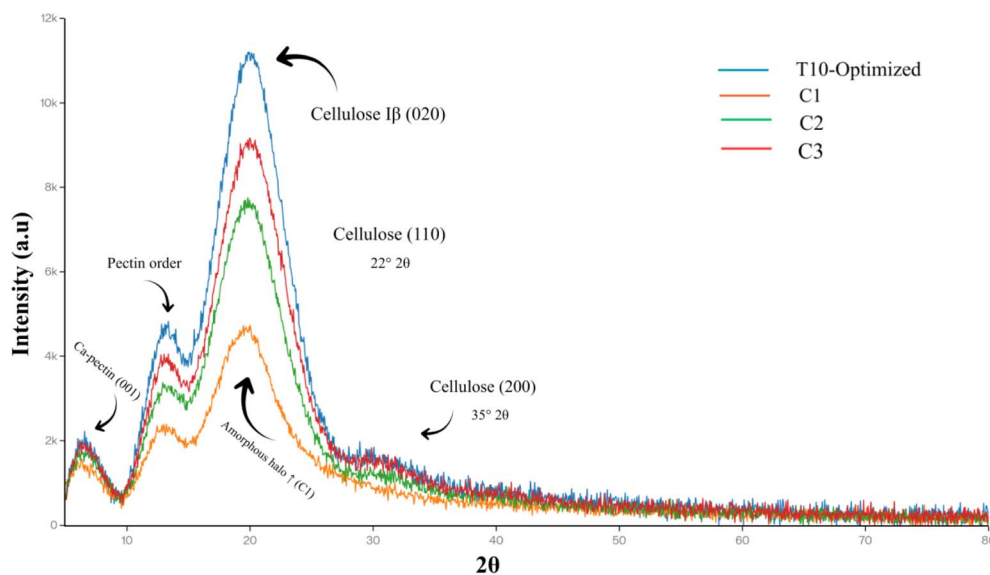 12k
10k
8k
6k
4k
2k
0
10
20
30
40
50
60
70
80
Intensity (a.u)
2θ
T10-Optimized
C1
C2
C3
Cellulose Iβ (020)
Cellulose (110)
22° 2θ
Pectin order
Ca-pectin (001)
Amorphous halo ↑ (C1)
Cellulose (200)
35° 2θ